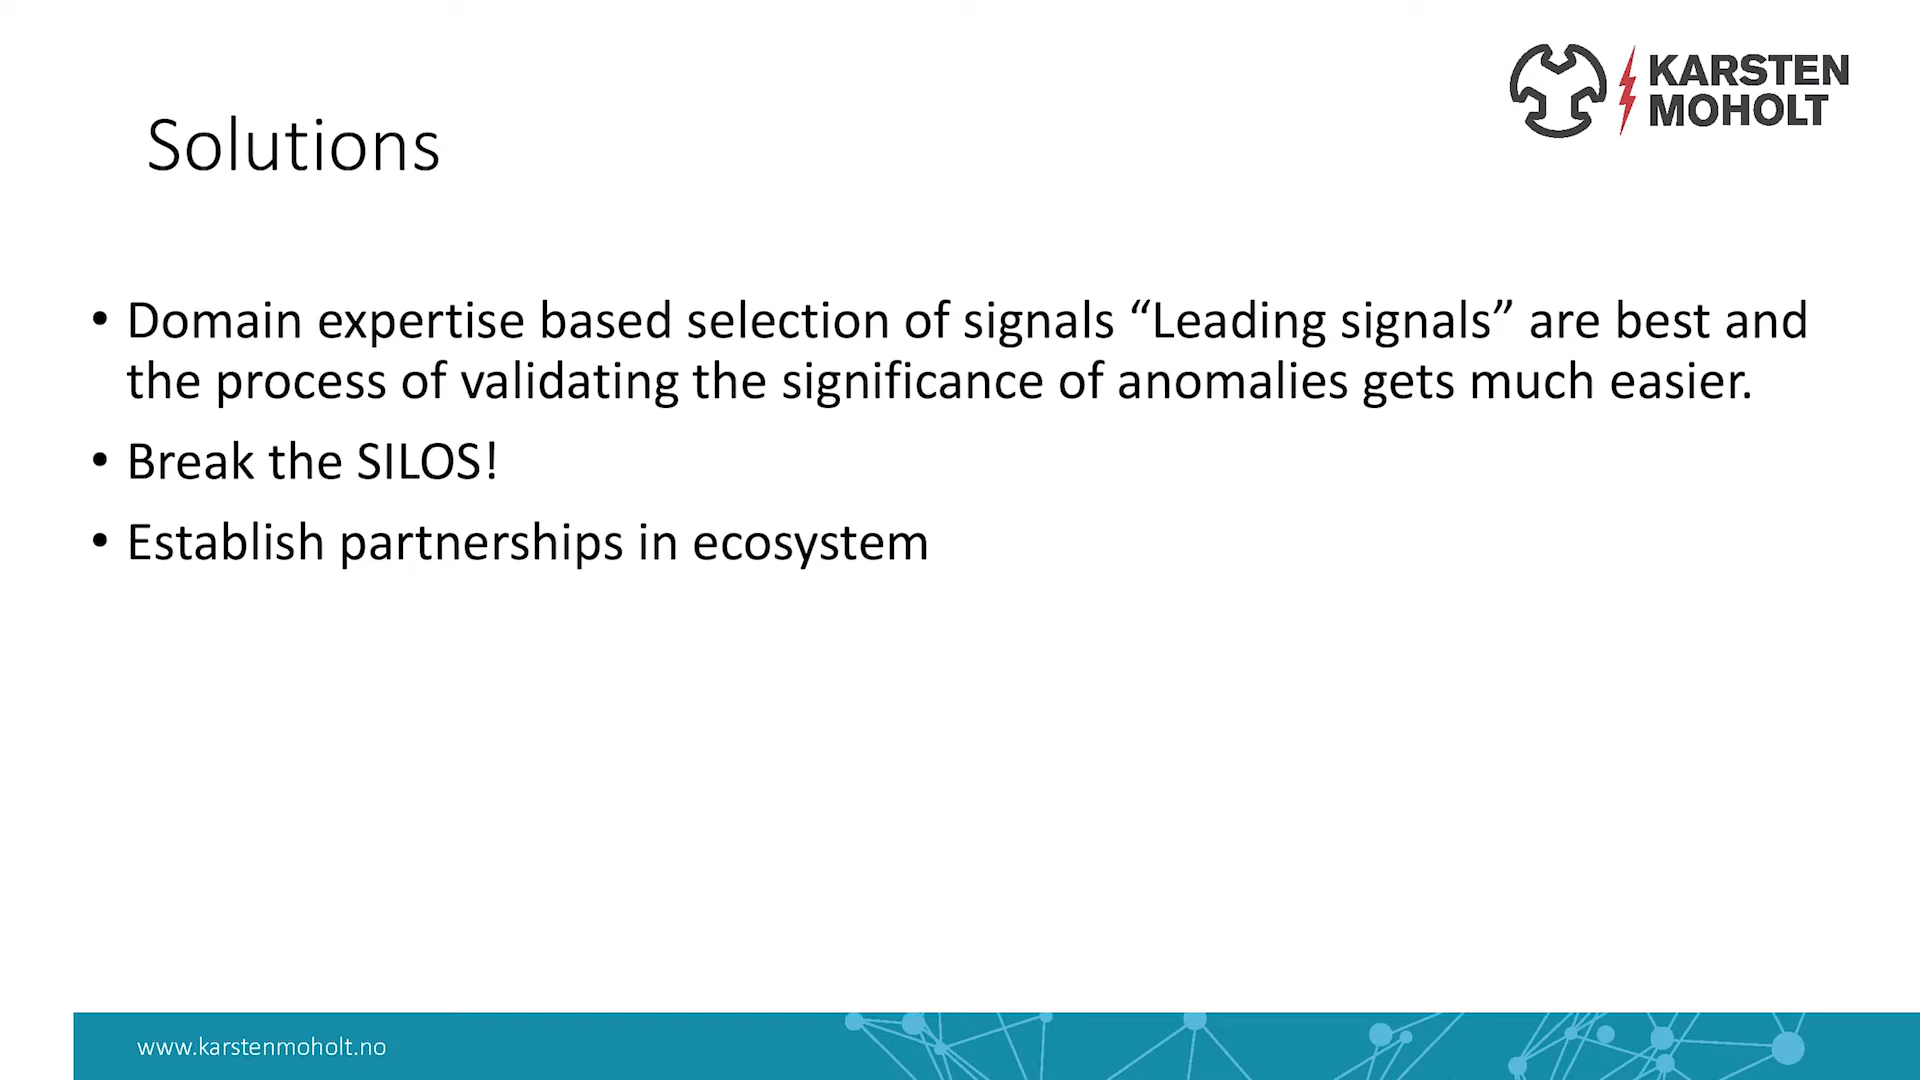 KARSTEN
MOHOLT
Solutions
• Domain expertise based selection of signals “Leading signals” are best and
the process of validating the significance of anomalies gets much easier.
• Break the SILOS!
• Establish partnerships in ecosystem
www.karstenmoholt.no